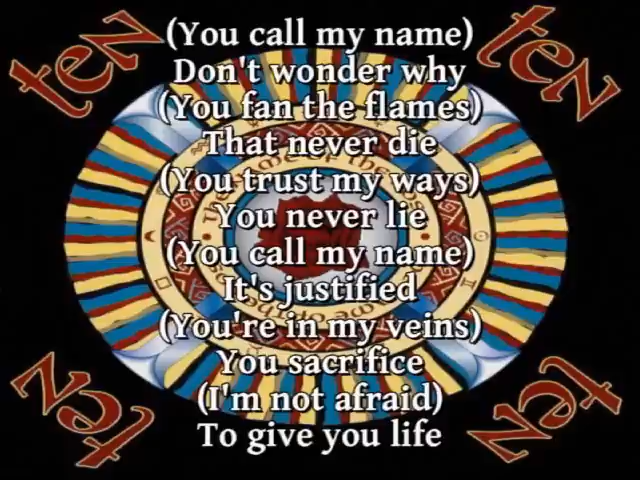 ten
ten
(You call my name)
Don't wonder why
(You fan the flames)
That never die
(You trust my ways)
You never lie
(You call my name)
It's justified
(You're in my veins)
You sacrifice
(I'm not afraid)
To give you life
ten
ten